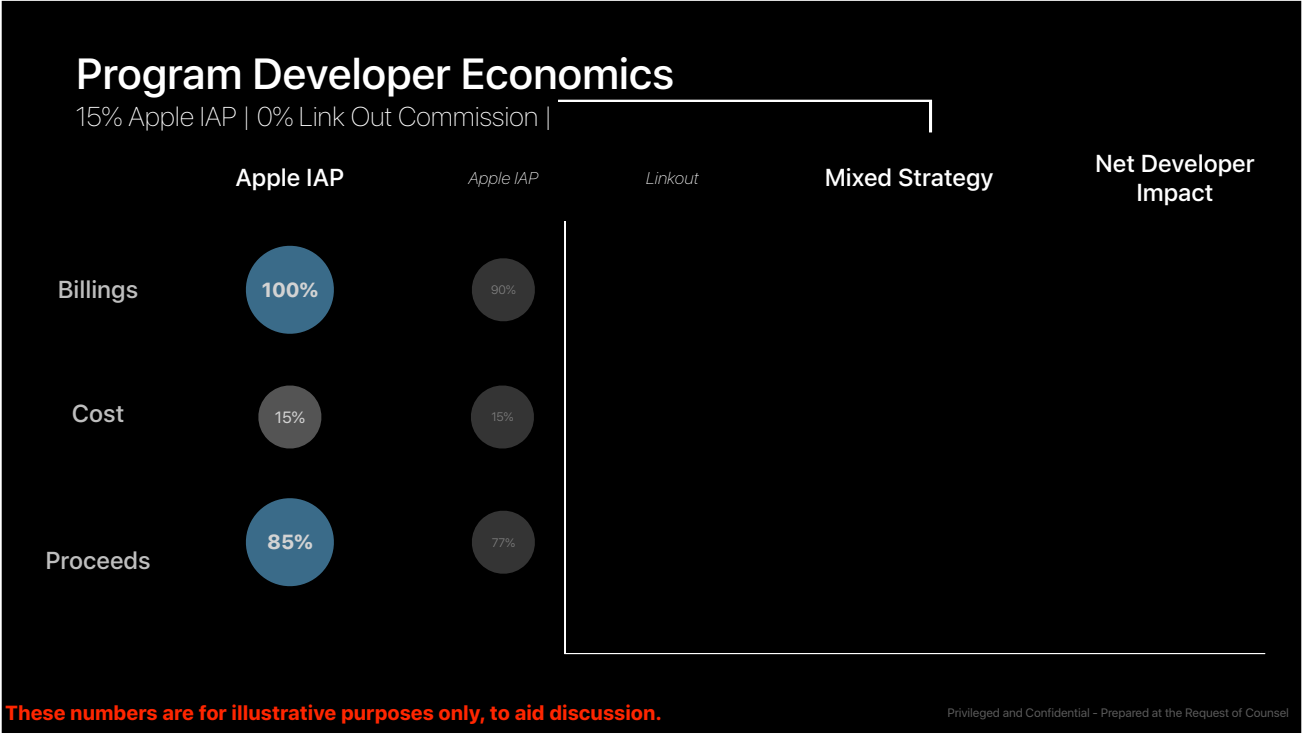 Program Developer Economics
15% Apple IAP | 0% Link Out Commission |
Apple IAP
Apple IAP
Linkout
Mixed Strategy
Net Developer
Impact
Billings
100%
90%
Cost
15%
15%
Proceeds
85%
77%
These numbers are for illustrative purposes only, to aid discussion.
Privileged and Confidential - Prepared at the Request of Counsel